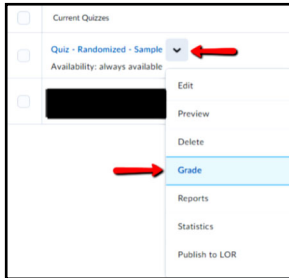 Current Quizzes
Quiz - Randomized - Sample
Availability: always available
Edit
Preview
Delete
Grade
Reports
Statistics
Publish to LOR